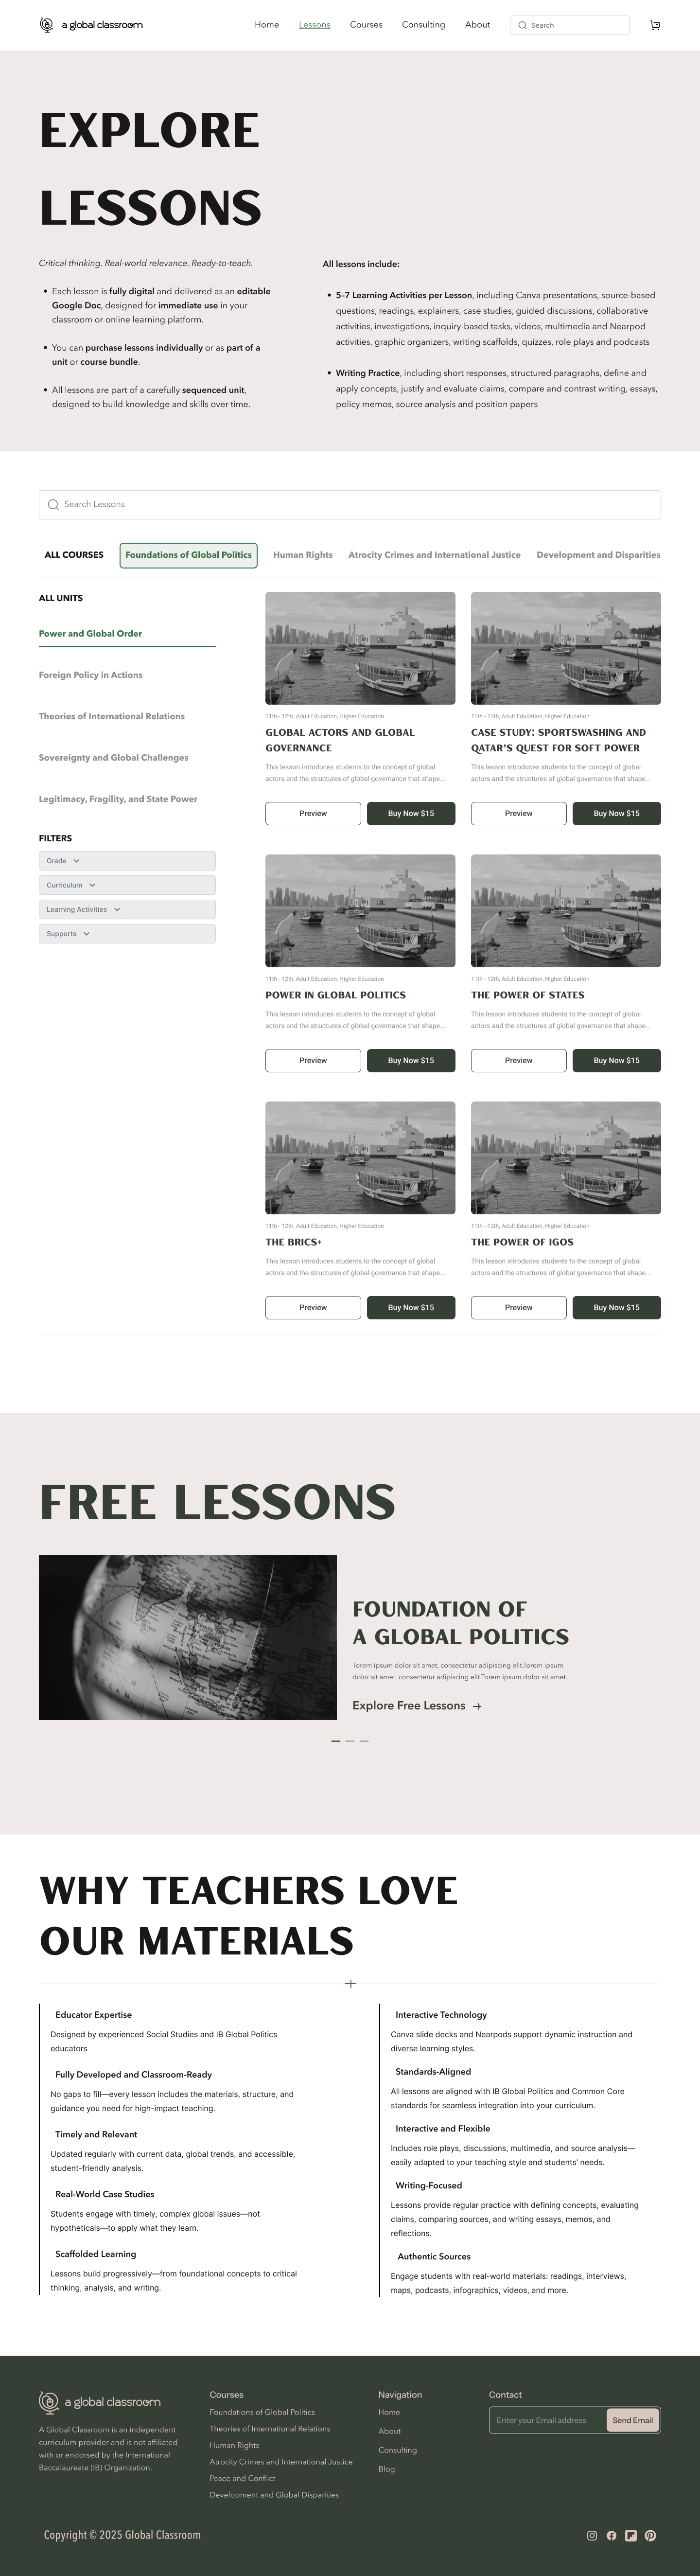 a global classroom
Home Lessons Courses Consulting About Search
EXPLORE
LESSONS
Critical thinking. Real-world relevance. Ready-to-teach.
• Each lesson is fully digital and delivered as an editable
Google Doc, designed for immediate use in your
classroom or online learning platform.
• You can purchase lessons individually or as part of a
unit or course bundle.
• All lessons are part of a carefully sequenced unit,
designed to build knowledge and skills over time.
All lessons include:
• 5–7 Learning Activities per Lesson, including Canva presentations, source-based
questions, readings, explainers, case studies, guided discussions, collaborative
activities, investigations, inquiry-based tasks, videos, multimedia and Nearpod
activities, graphic organizers, writing scaffolds, quizzes, role plays and podcasts
• Writing Practice, including short responses, structured paragraphs, define and
apply concepts, justify and evaluate claims, compare and contrast writing, essays,
policy memos, source analysis and position papers
Search Lessons
ALL COURSES Foundations of Global Politics Human Rights Atrocity Crimes and International Justice Development and Disparities
ALL UNITS
Power and Global Order
Foreign Policy in Actions
Theories of International Relations
Sovereignty and Global Challenges
Legitimacy, Fragility, and State Power
FILTERS
Grade
Curriculum
Learning Activities
Supports
11th - 12th, Adult Education, Higher Education
GLOBAL ACTORS AND GLOBAL
GOVERNANCE
This lesson introduces students to the concept of global
actors and the structures of global governance that shape...
Preview Buy Now $15
11th - 12th, Adult Education, Higher Education
CASE STUDY: SPORTSWASHING AND
QATAR'S QUEST FOR SOFT POWER
This lesson introduces students to the concept of global
actors and the structures of global governance that shape...
Preview Buy Now $15
11th - 12th, Adult Education, Higher Education
POWER IN GLOBAL POLITICS
This lesson introduces students to the concept of global
actors and the structures of global governance that shape...
Preview Buy Now $15
11th - 12th, Adult Education, Higher Education
THE POWER OF STATES
This lesson introduces students to the concept of global
actors and the structures of global governance that shape...
Preview Buy Now $15
11th - 12th, Adult Education, Higher Education
THE BRICS+
This lesson introduces students to the concept of global
actors and the structures of global governance that shape...
Preview Buy Now $15
11th - 12th, Adult Education, Higher Education
THE POWER OF IGOS
This lesson introduces students to the concept of global
actors and the structures of global governance that shape...
Preview Buy Now $15
FREE LESSONS
FOUNDATION OF
A GLOBAL POLITICS
Torem ipsum dolor sit amet, consectetur adipiscing elit.Torem ipsum
dolor sit amet. consectetur adipiscing elit.Torem ipsum dolor sit amet.
Explore Free Lessons →
WHY TEACHERS LOVE
OUR MATERIALS
Educator Expertise
Designed by experienced Social Studies and IB Global Politics
educators
Fully Developed and Classroom-Ready
No gaps to fill—every lesson includes the materials, structure, and
guidance you need for high-impact teaching.
Timely and Relevant
Updated regularly with current data, global trends, and accessible,
student-friendly analysis.
Real-World Case Studies
Students engage with timely, complex global issues—not
hypotheticals—to apply what they learn.
Scaffolded Learning
Lessons build progressively—from foundational concepts to critical
thinking, analysis, and writing.
Interactive Technology
Canva slide decks and Nearpods support dynamic instruction and
diverse learning styles.
Standards-Aligned
All lessons are aligned with IB Global Politics and Common Core
standards for seamless integration into your curriculum.
Interactive and Flexible
Includes role plays, discussions, multimedia, and source analysis—
easily adapted to your teaching style and students' needs.
Writing-Focused
Lessons provide regular practice with defining concepts, evaluating
claims, comparing sources, and writing essays, memos, and
reflections.
Authentic Sources
Engage students with real-world materials: readings, interviews,
maps, podcasts, infographics, videos, and more.
a global classroom
A Global Classroom is an independent
curriculum provider and is not affiliated
with or endorsed by the International
Baccalaureate (IB) Organization.
Courses
Foundations of Global Politics
Theories of International Relations
Human Rights
Atrocity Crimes and International Justice
Peace and Conflict
Development and Global Disparities
Navigation
Home
About
Consulting
Blog
Contact
Enter your Email address Send Email
Copyright © 2025 Global Classroom